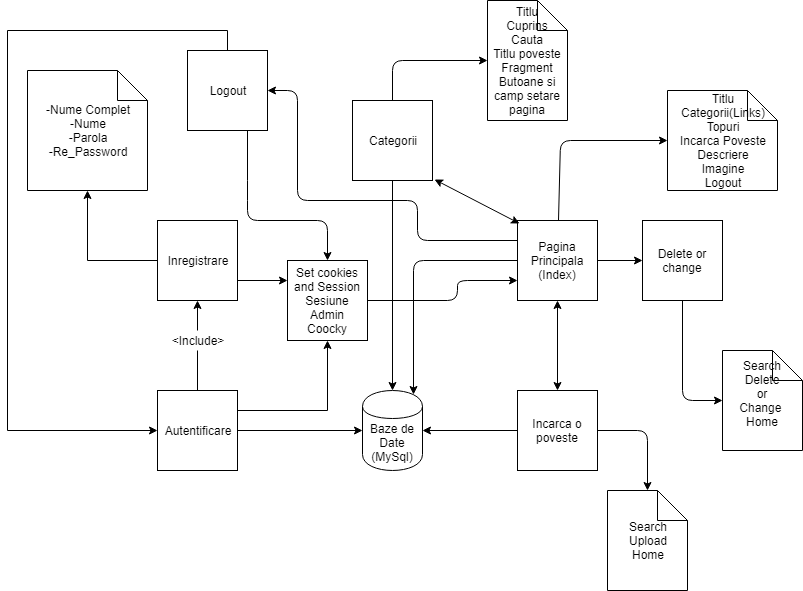 Titlu
Cuprins
Cauta
Titlu poveste
Fragment
Butoane si
camp setare
pagina
Logout
-Nume Complet
-Nume
-Parola
-Re_Password
Categorii
Titlu
Categorii(Links)
Topuri
Incarca Poveste
Descriere
Imagine
Logout
Inregistrare
Set cookies
and Session
Sesiune
Admin
Coocky
Pagina
Principala
(Index)
Delete or
change
<Include>
Search
Delete
or
Change
Home
Autentificare
Baze de
Date
(MySql)
Incarca o
poveste
Search
Upload
Home